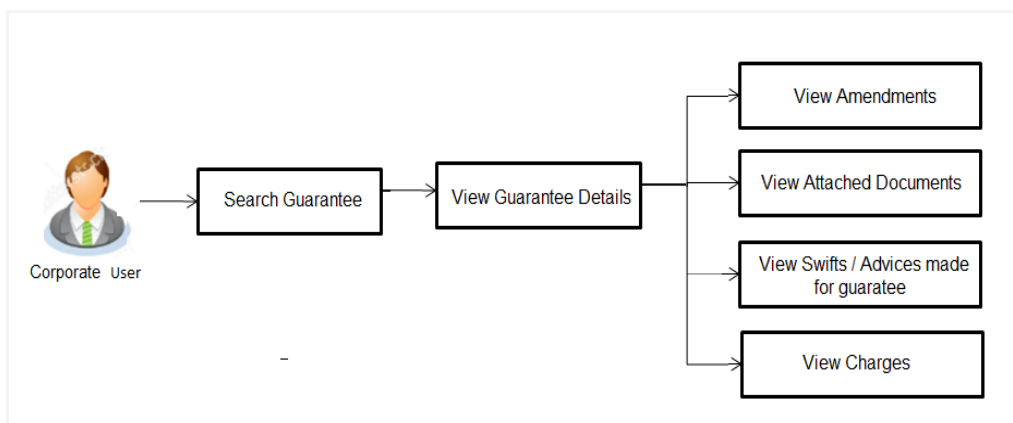 View Amendments
Search Guarantee
View Guarantee Details
View Attached Documents
Corporate User
View Swifts / Advices made
for guaratee
View Charges